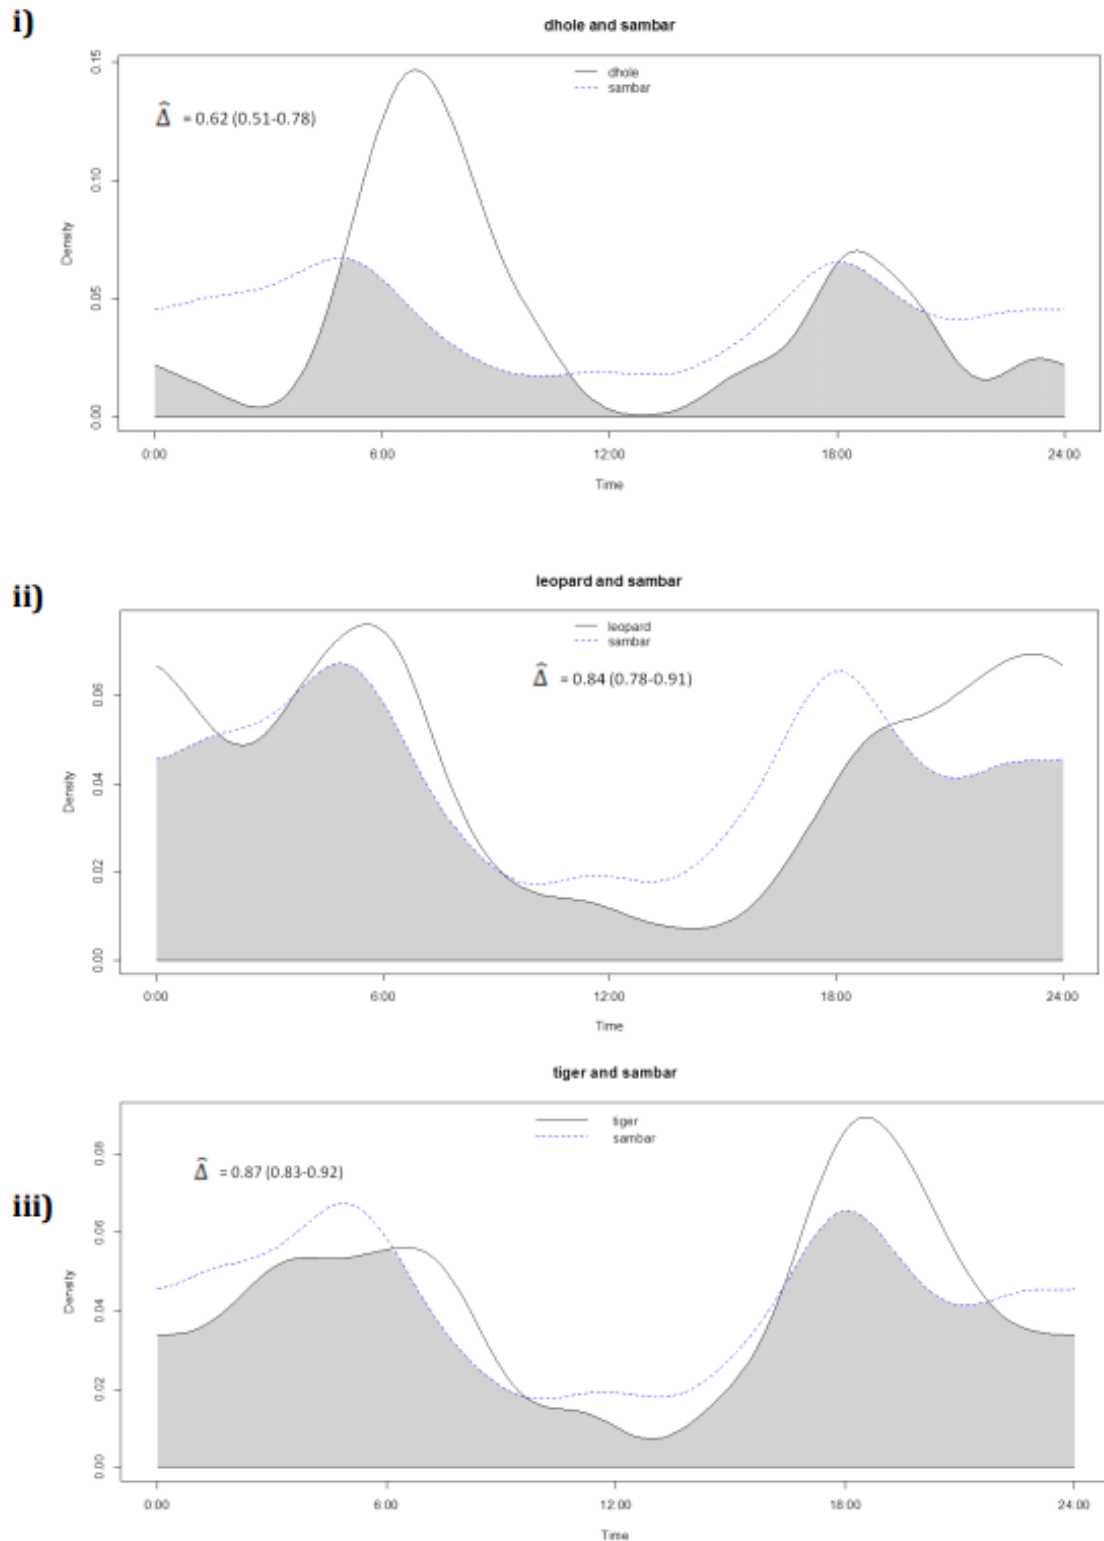 i)
dhole and sambar
dhole
sambar
Δ̂ = 0.62 (0.51-0.78)
Density
0.15
0.10
0.05
0.00
0:00 6:00 12:00 18:00 24:00
Time
ii)
leopard and sambar
leopard
sambar
Δ̂ = 0.84 (0.78-0.91)
Density
0.06
0.04
0.02
0.00
0:00 6:00 12:00 18:00 24:00
Time
tiger and sambar
tiger
sambar
Δ̂ = 0.87 (0.83-0.92)
iii)
Density
0.08
0.06
0.04
0.02
0.00
0:00 6:00 12:00 18:00 24:00
Time